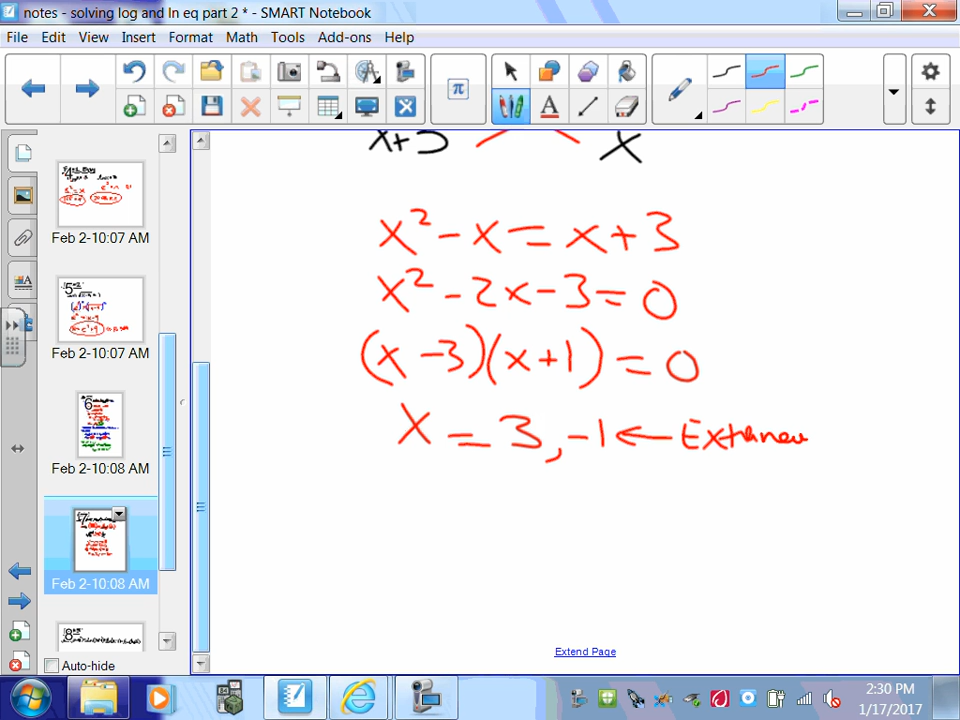 notes - solving log and ln eq part 2 * - SMART Notebook
File Edit View Insert Format Math Tools Add-ons Help
π
A
x+3 x
x² - x = x + 3
x² - 2x - 3 = 0
(x - 3)(x + 1) = 0
x = 3, -1 ← Extraneou
Feb 2-10:07 AM
Feb 2-10:07 AM
Feb 2-10:08 AM
Feb 2-10:08 AM
Auto-hide
Extend Page
2:30 PM
1/17/2017